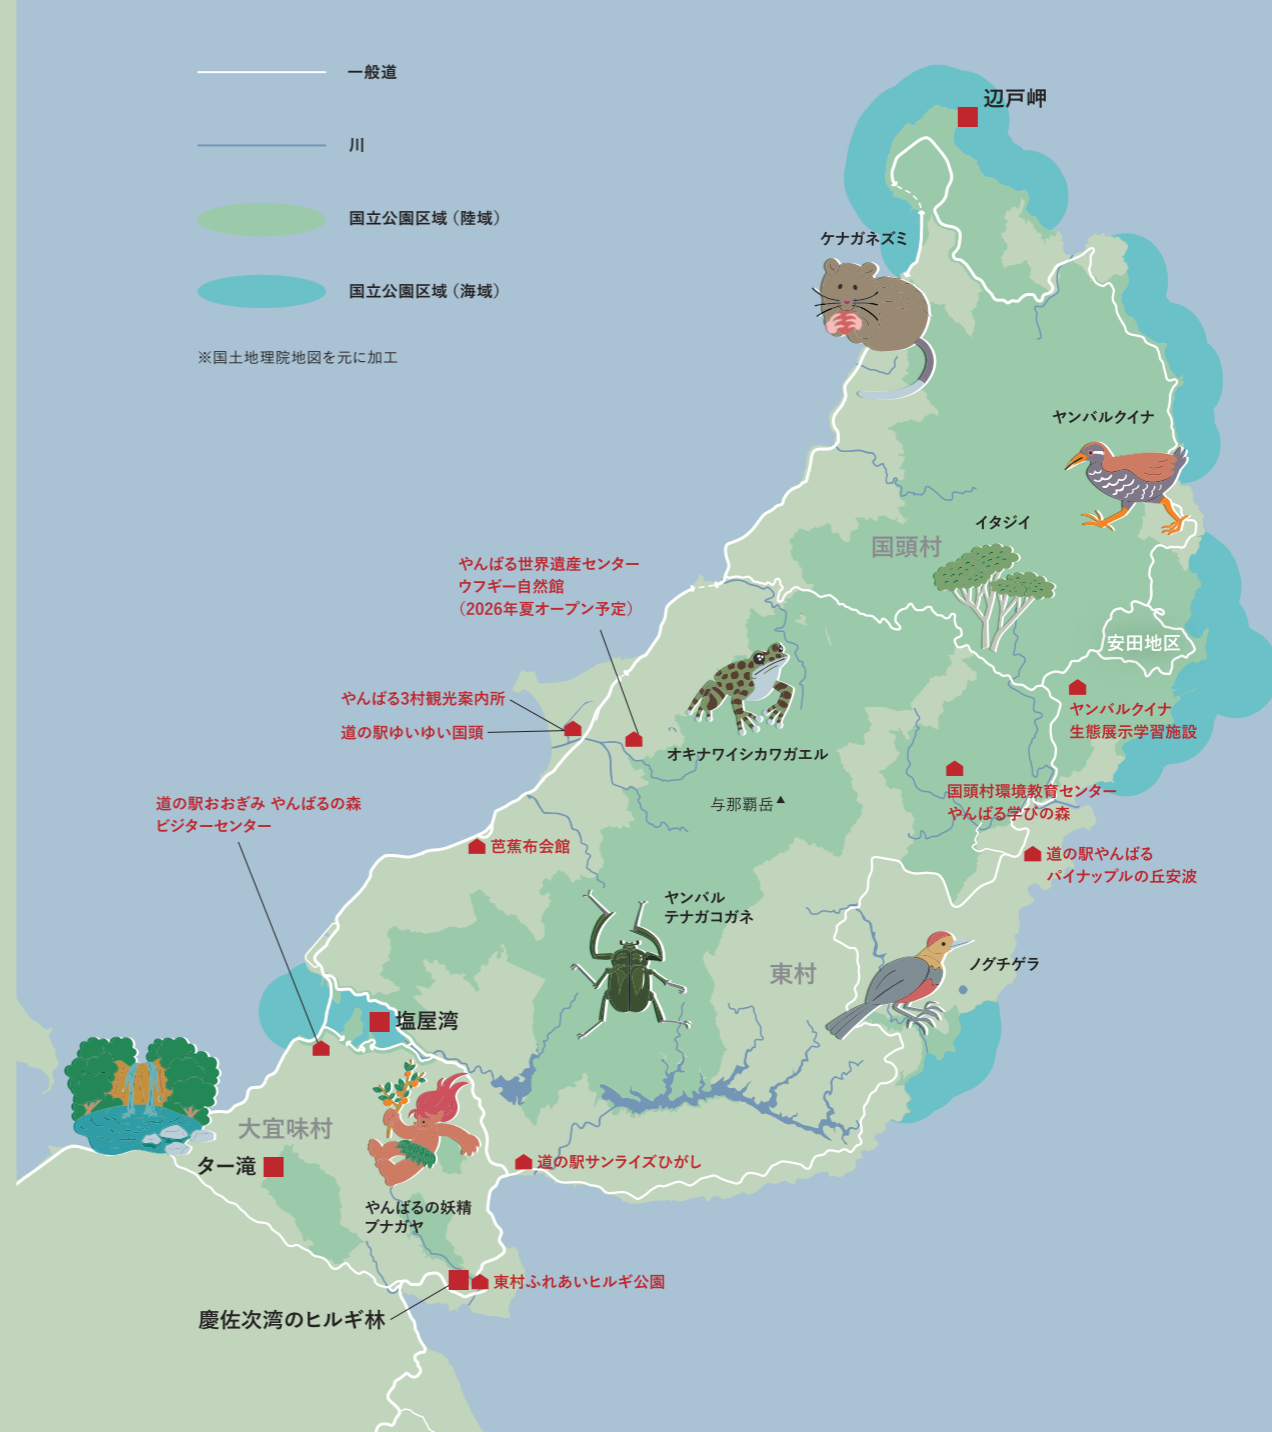 一般道
川
国立公園区域（陸域）
国立公園区域（海域）
※国土地理院地図を元に加工
辺戸岬
ケナガネズミ
ヤンバルクイナ
イタジイ
国頭村
やんばる世界遺産センター
ウフギー自然館
（2026年夏オープン予定）
安田地区
やんばる3村観光案内所
道の駅ゆいゆい国頭
ヤンバルクイナ
生態展示学習施設
オキナワイシカワガエル
与那覇岳▲
国頭村環境教育センター
やんばる学びの森
道の駅おおぎみ やんばるの森
ビジターセンター
芭蕉布会館
道の駅やんばる
パイナップルの丘安波
ヤンバル
テナガコガネ
東村
ノグチゲラ
塩屋湾
大宜味村
ター滝
道の駅サンライズひがし
やんばるの妖精
ブナガヤ
東村ふれあいヒルギ公園
慶佐次湾のヒルギ林